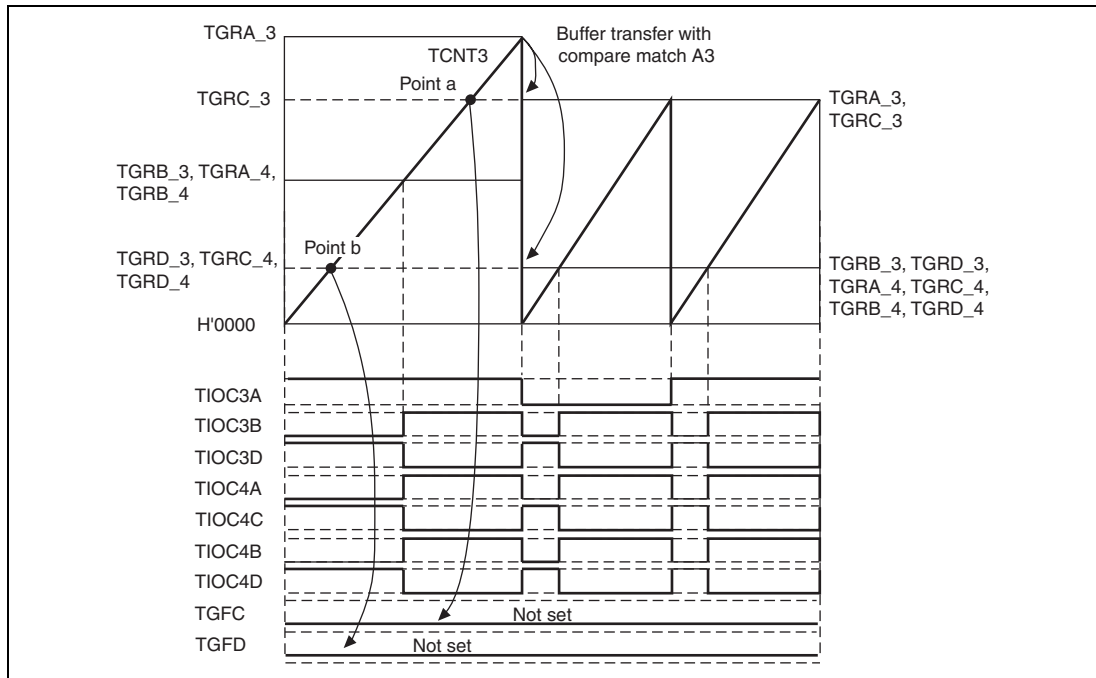 TGRA_3
TCNT3
Buffer transfer with
compare match A3
Point a
TGRC_3
TGRA_3,
TGRC_3
TGRB_3, TGRA_4,
TGRB_4
Point b
TGRD_3, TGRC_4,
TGRD_4
TGRB_3, TGRD_3,
TGRA_4, TGRC_4,
TGRB_4, TGRD_4
H'0000
TIOC3A
TIOC3B
TIOC3D
TIOC4A
TIOC4C
TIOC4B
TIOC4D
TGFC
Not set
TGFD
Not set